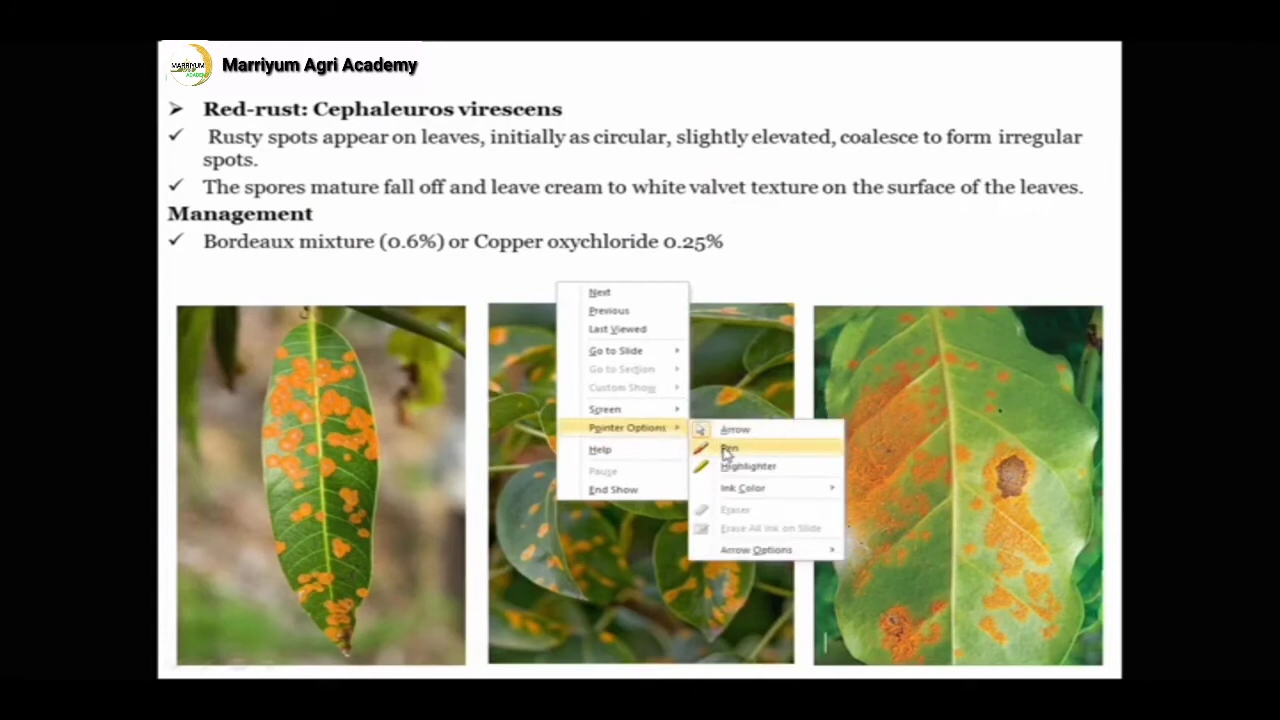 MARRIYUM
ACADEMY
Marriyum Agri Academy
➤ Red-rust: Cephaleuros virescens
✓ Rusty spots appear on leaves, initially as circular, slightly elevated, coalesce to form irregular
spots.
✓ The spores mature fall off and leave cream to white valvet texture on the surface of the leaves.
Management
✓ Bordeaux mixture (0.6%) or Copper oxychloride 0.25%
Next
Previous
Last Viewed
Go to Slide
Go to Section
Custom Show
Screen
Pointer Options
Help
Pause
End Show
Arrow
Pen
Highlighter
Ink Color
Eraser
Erase All Ink on Slide
Arrow Options